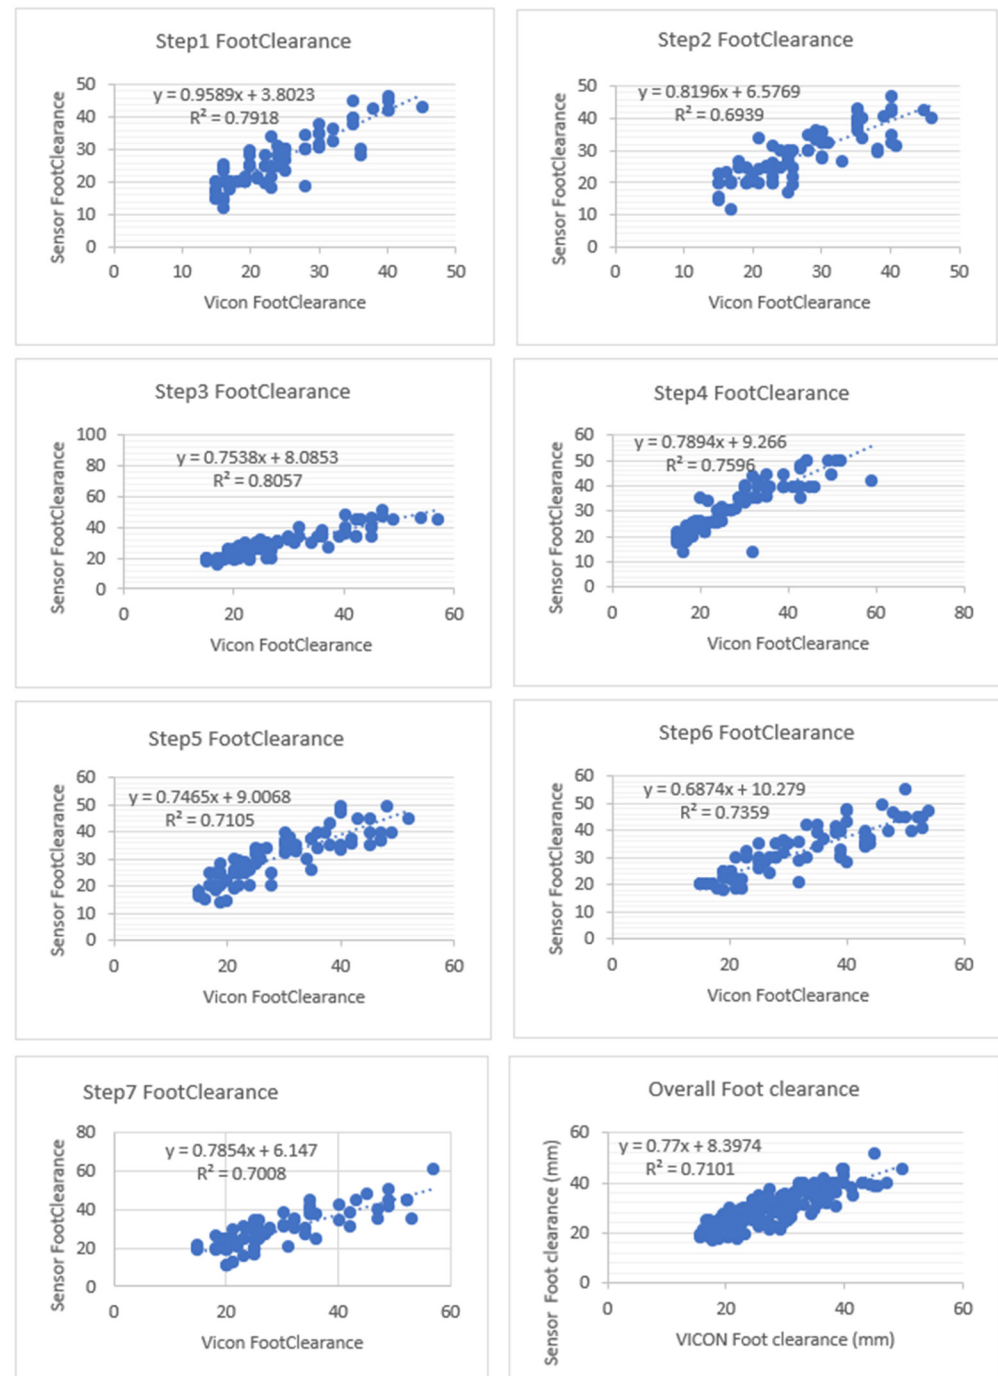 Step1 FootClearance
y = 0.9589x + 3.8023
R² = 0.7918
50
40
30
20
10
0
Sensor FootClearance
0 10 20 30 40 50
Vicon FootClearance
Step2 FootClearance
y = 0.8196x + 6.5769
R² = 0.6939
50
40
30
20
10
0
Sensor FootClearance
0 10 20 30 40 50
Vicon FootClearance
Step3 FootClearance
y = 0.7538x + 8.0853
R² = 0.8057
100
80
60
40
20
0
Sensor FootClearance
0 20 40 60
Vicon FootClearance
Step4 FootClearance
y = 0.7894x + 9.266
R² = 0.7596
60
50
40
30
20
10
0
Sensor FootClearance
0 20 40 60 80
Vicon FootClearance
Step5 FootClearance
y = 0.7465x + 9.0068
R² = 0.7105
60
50
40
30
20
10
0
Sensor FootClearance
0 20 40 60
Vicon FootClearance
Step6 FootClearance
y = 0.6874x + 10.279
R² = 0.7359
60
50
40
30
20
10
0
Sensor FootClearance
0 20 40 60
Vicon FootClearance
Step7 FootClearance
y = 0.7854x + 6.147
R² = 0.7008
80
60
40
20
0
Sensor FootClearance
0 20 40 60
Vicon FootClearance
Overall Foot clearance
y = 0.77x + 8.3974
R² = 0.7101
60
40
20
0
Sensor Foot clearance (mm)
0 20 40 60
VICON Foot clearance (mm)